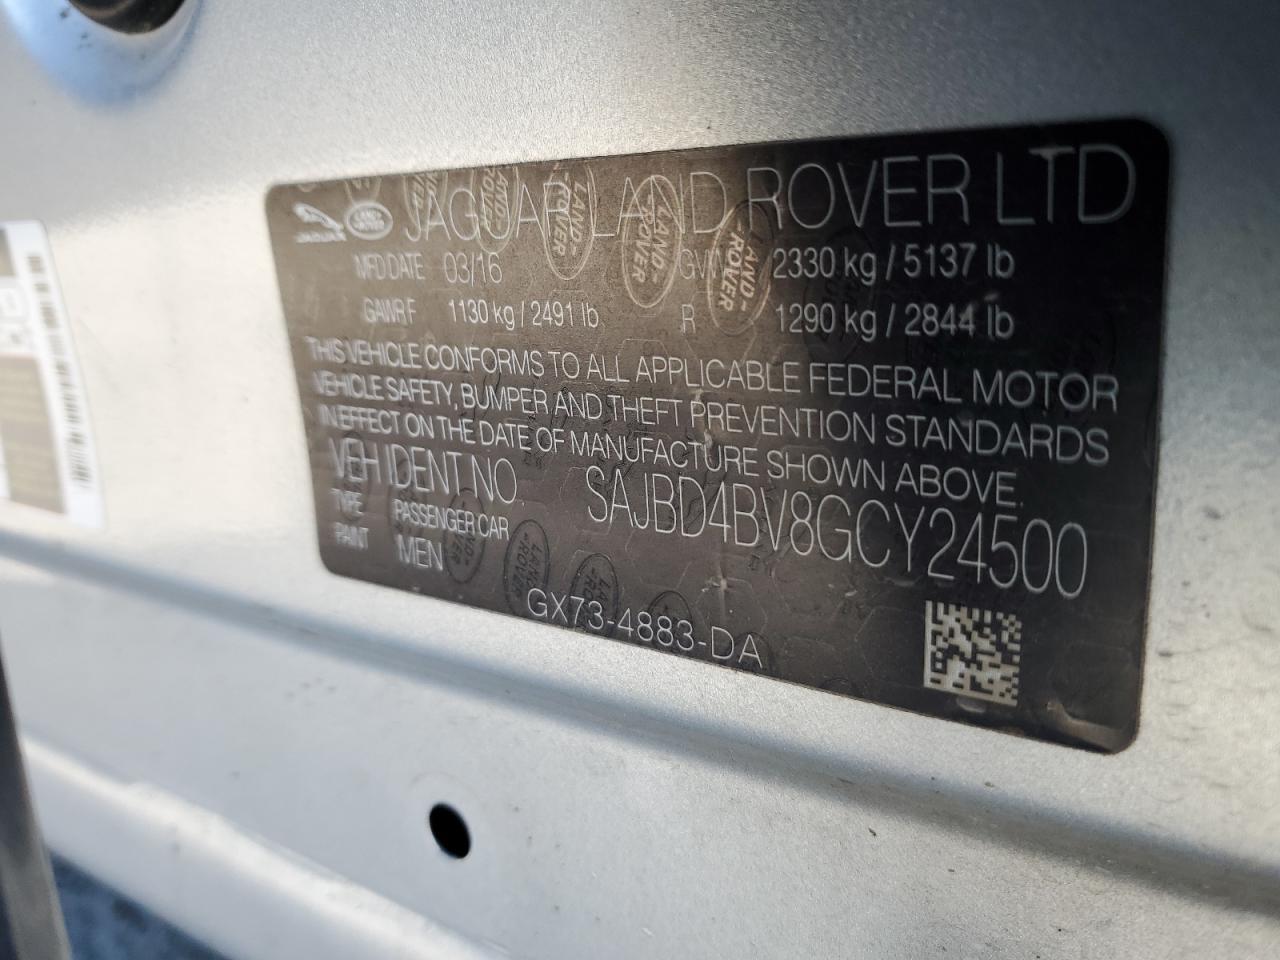 JAGUAR LAND ROVER LTD
MFD DATE 03/16 GVW 2330 kg / 5137 lb
GAWR F 1130 kg / 2491 lb R 1290 kg / 2844 lb
THIS VEHICLE CONFORMS TO ALL APPLICABLE FEDERAL MOTOR
VEHICLE SAFETY, BUMPER AND THEFT PREVENTION STANDARDS
IN EFFECT ON THE DATE OF MANUFACTURE SHOWN ABOVE.
VEH IDENT NO. SAJBD4BV8GCY24500
TYPE PASSENGER CAR
PAINT MEN
GX73-4883-DA